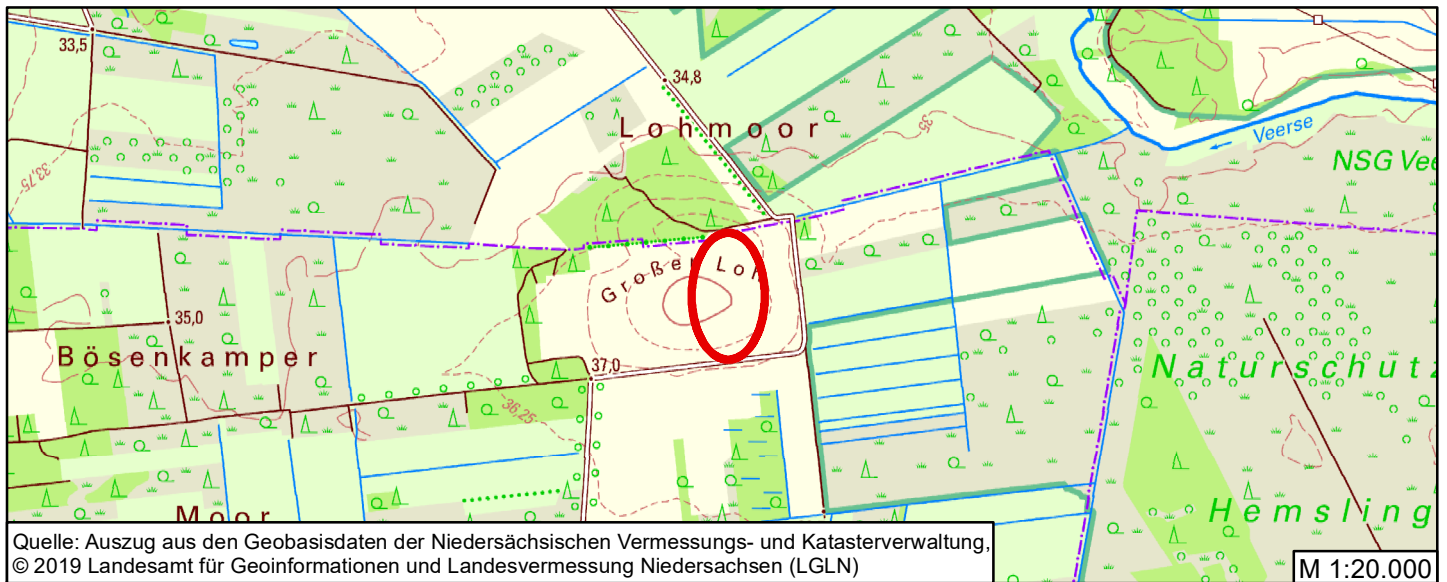 33,5
34,8
Lohmoor
35
Veerse
NSG Vee
33,75
Großer Loh
35,0
Bösenkamper
37,0
36,25
Naturschutz
Moor
Hemsling
Quelle: Auszug aus den Geobasisdaten der Niedersächsischen Vermessungs- und Katasterverwaltung,
© 2019 Landesamt für Geoinformationen und Landesvermessung Niedersachsen (LGLN)
M 1:20.000